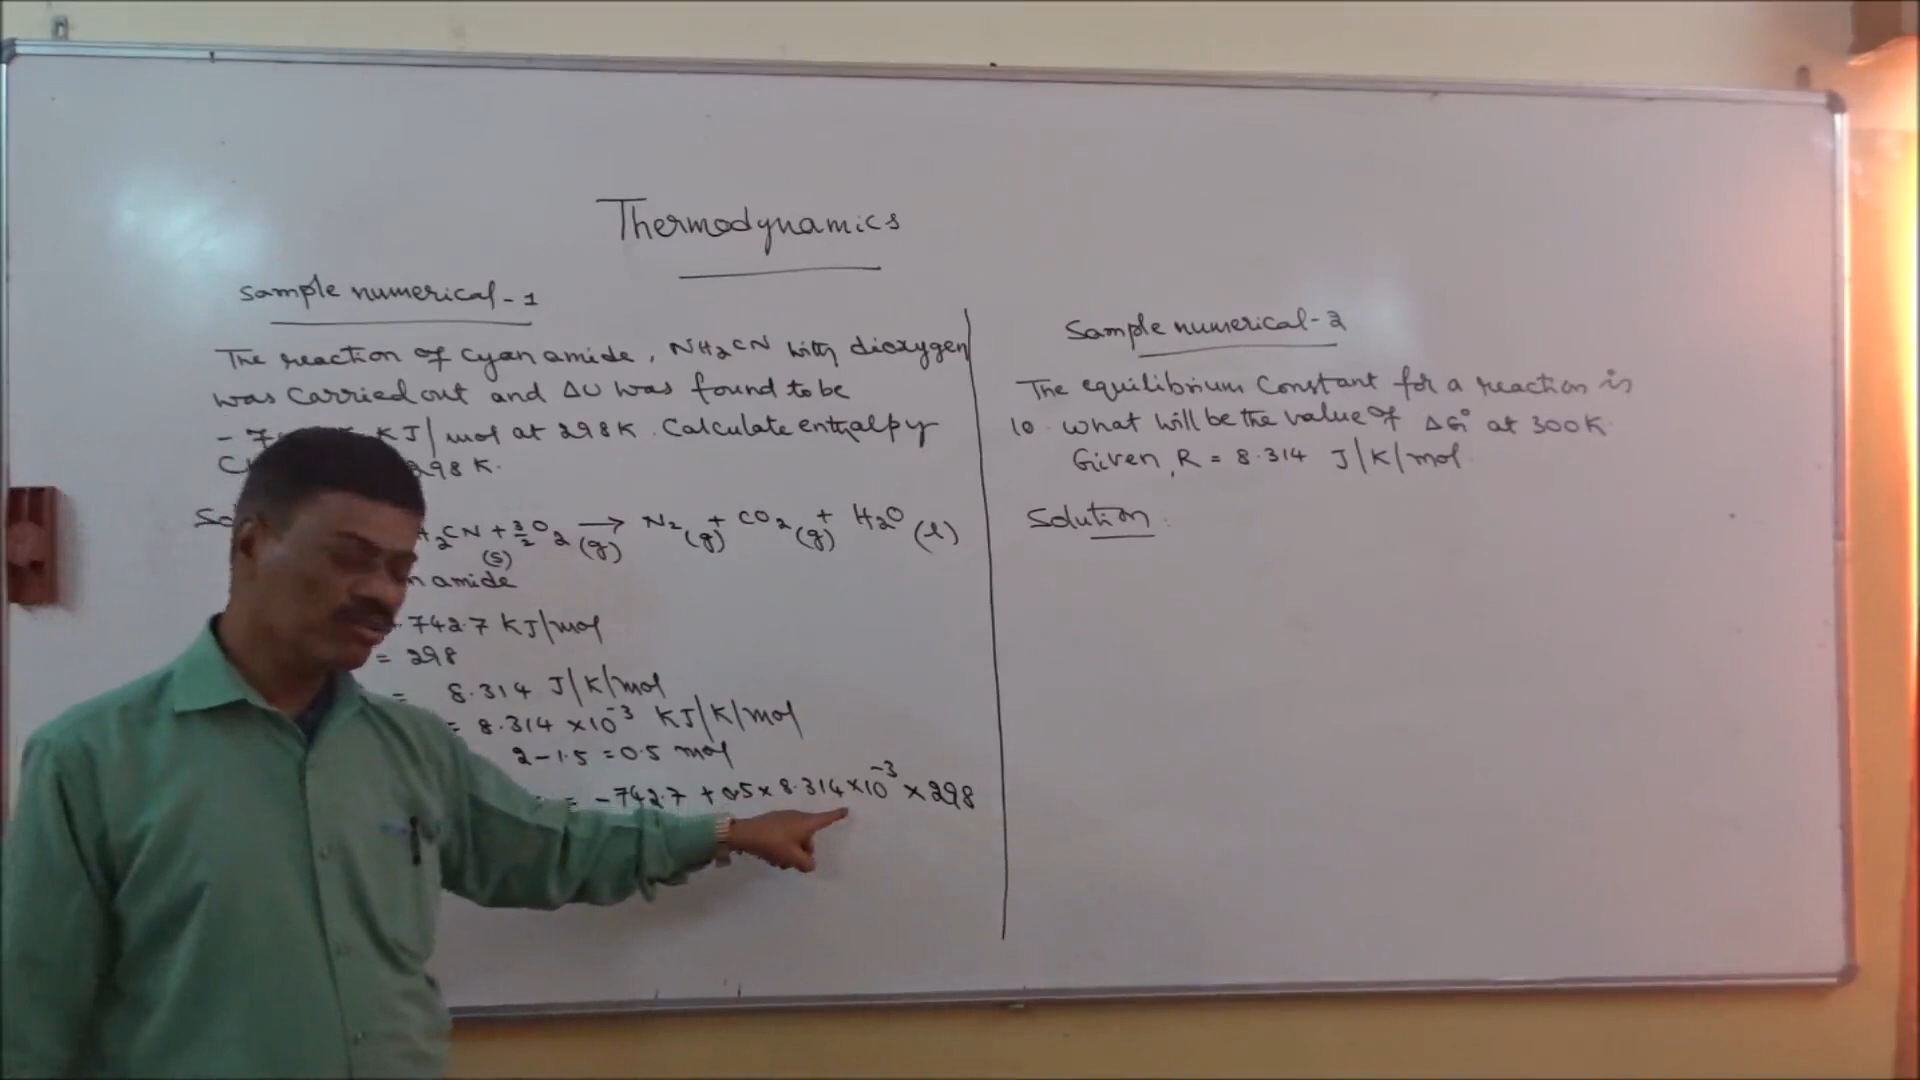 Thermodynamics
Sample numerical - 1
The reaction of cyanamide, NH₂CN with dioxygen
was carried out and ΔU was found to be
- 7 KJ/mol at 298K. Calculate enthalpy
298 K.
₂CN(s) + 3/2 O₂(g) → N₂(g) + CO₂(g) + H₂O(l)
amide
742.7 KJ/mol
= 298
= 8.314 J/K/mol
= 8.314 × 10⁻³ KJ/K/mol
2 - 1.5 = 0.5 mol
= - 742.7 + 0.5 × 8.314 × 10⁻³ × 298
Sample numerical - 2
The equilibrium Constant for a reaction is
10. what will be the value of ΔG° at 300K.
Given, R = 8.314 J/K/mol.
Solution: